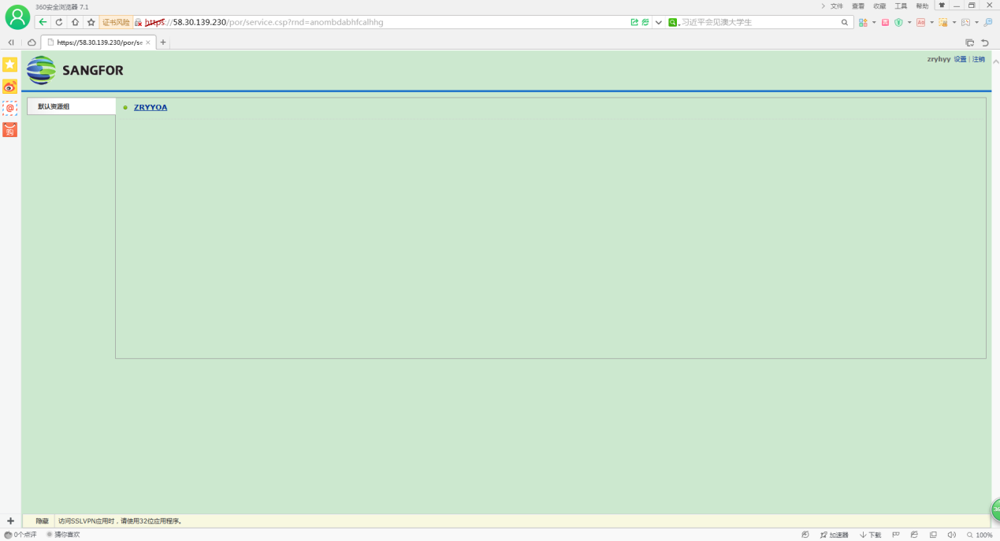 360安全浏览器 7.1
文件 查看 收藏 工具 帮助
证书风险 https://58.30.139.230/por/service.csp?rnd=anombdabhfcalhhg
习近平会见澳大学生
https://58.30.139.230/por/se
SANGFOR
zryhyy 设置 | 注销
默认资源组
ZRYYOA
购
隐藏 访问SSLVPN应用时，请使用32位应用程序。
0个点评 猜你喜欢
加速器 下载 100%